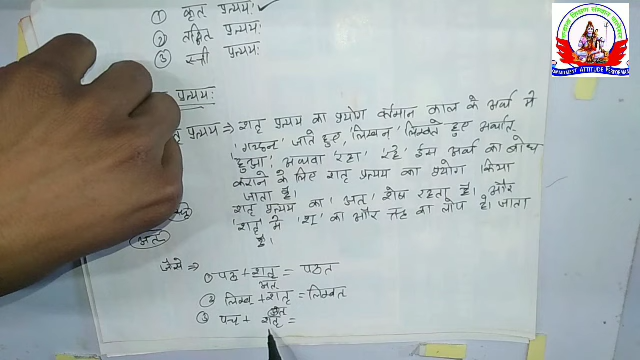 ① कृत प्रत्ययः
② तद्धित प्रत्ययः
③ स्त्री प्रत्ययः
प्रत्ययः
प्रत्यय ⇒ शतृ प्रत्यय का प्रयोग वर्तमान काल के अर्थ में
'गच्छन' जाते हुए, 'लिखन' लिखते हुए अर्थात्
'हुआ' अथवा 'रहा' 'रहे' इस अर्थ का बोध
कराने के लिए शतृ प्रत्यय का प्रयोग किया
जाता है।
शतृ प्रत्यय का 'अत' शेष रहता है। और
'शतृ' में 'श्' का और ऋ का लोप हो जाता
है।
अत
जैसे ⇒
① पठ + शतृ = पठत
अत
② लिख + शतृ = लिखत
अत
③ पच + शतृ =